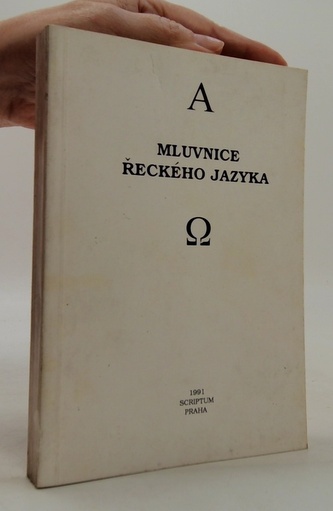 Α
MLUVNICE
ŘECKÉHO JAZYKA
Ω
1991
SCRIPTUM
PRAHA